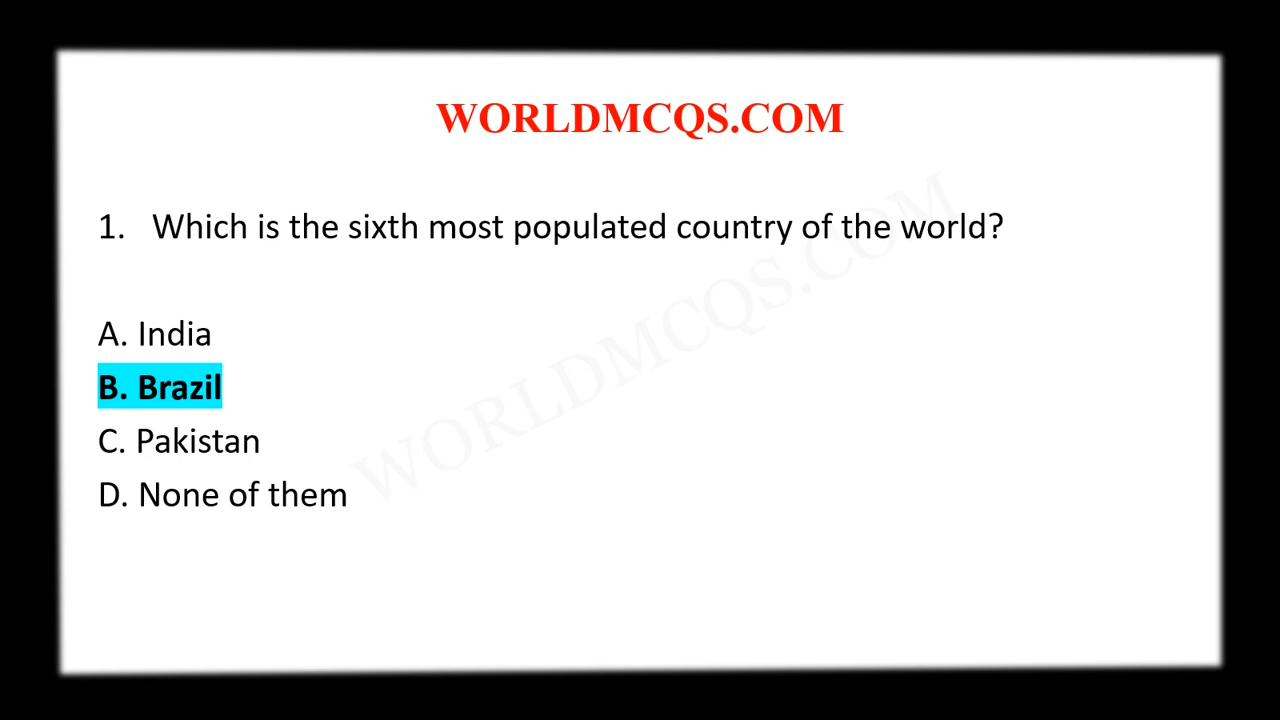 WORLDMCQS.COM
1. Which is the sixth most populated country of the world?
A. India
B. Brazil
C. Pakistan
D. None of them
WORLDMCQS.COM